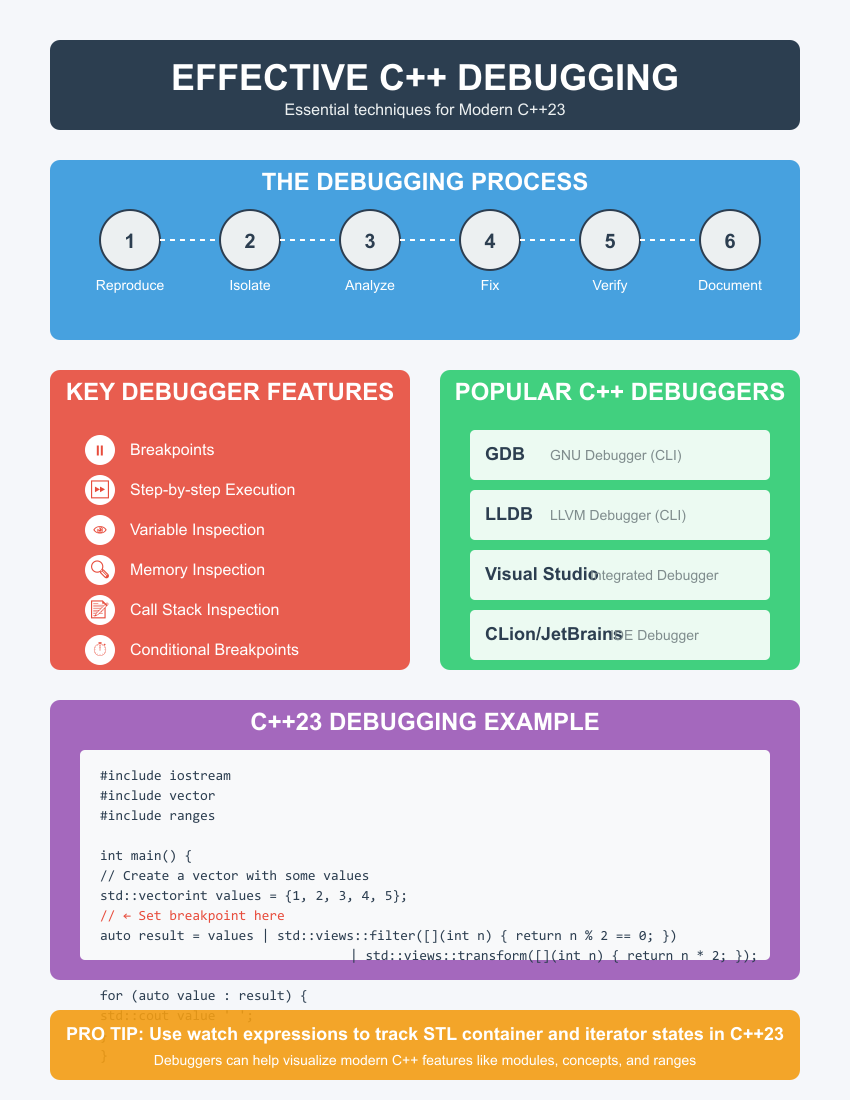 EFFECTIVE C++ DEBUGGING
Essential techniques for Modern C++23
THE DEBUGGING PROCESS
1 2 3 4 5 6
Reproduce Isolate Analyze Fix Verify Document
KEY DEBUGGER FEATURES
Breakpoints
Step-by-step Execution
Variable Inspection
Memory Inspection
Call Stack Inspection
Conditional Breakpoints
POPULAR C++ DEBUGGERS
GDB GNU Debugger (CLI)
LLDB LLVM Debugger (CLI)
Visual Studio Integrated Debugger
CLion/JetBrains IDE Debugger
C++23 DEBUGGING EXAMPLE
#include iostream
#include vector
#include ranges
int main() {
// Create a vector with some values
std::vectorint values = {1, 2, 3, 4, 5};
// ← Set breakpoint here
auto result = values | std::views::filter([](int n) { return n % 2 == 0; })
| std::views::transform([](int n) { return n * 2; });
for (auto value : result) {
std::cout value " ";
PRO TIP: Use watch expressions to track STL container and iterator states in C++23
Debuggers can help visualize modern C++ features like modules, concepts, and ranges
}